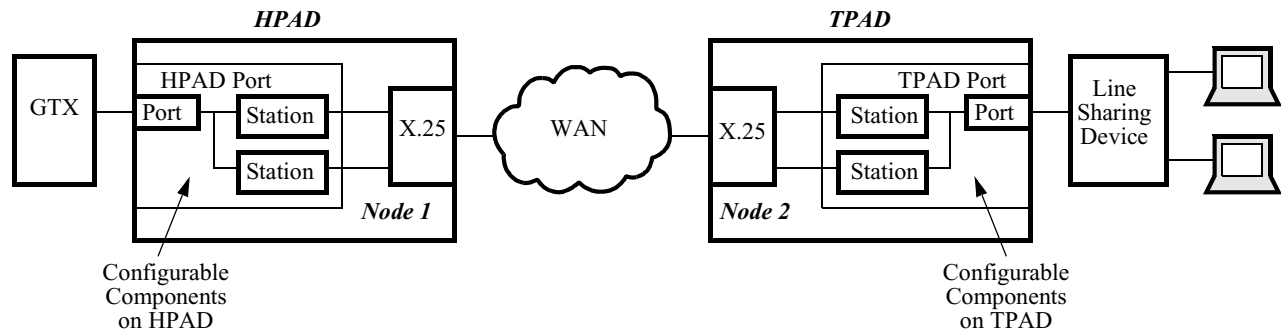 HPAD
TPAD
GTX
HPAD Port
Port
Station
Station
X.25
Node 1
WAN
X.25
Node 2
TPAD Port
Station
Port
Station
Line
Sharing
Device
Configurable
Components
on HPAD
Configurable
Components
on TPAD